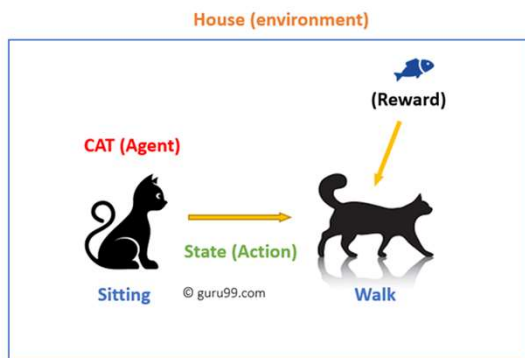 House (environment)
(Reward)
CAT (Agent)
State (Action)
Sitting
© guru99.com
Walk